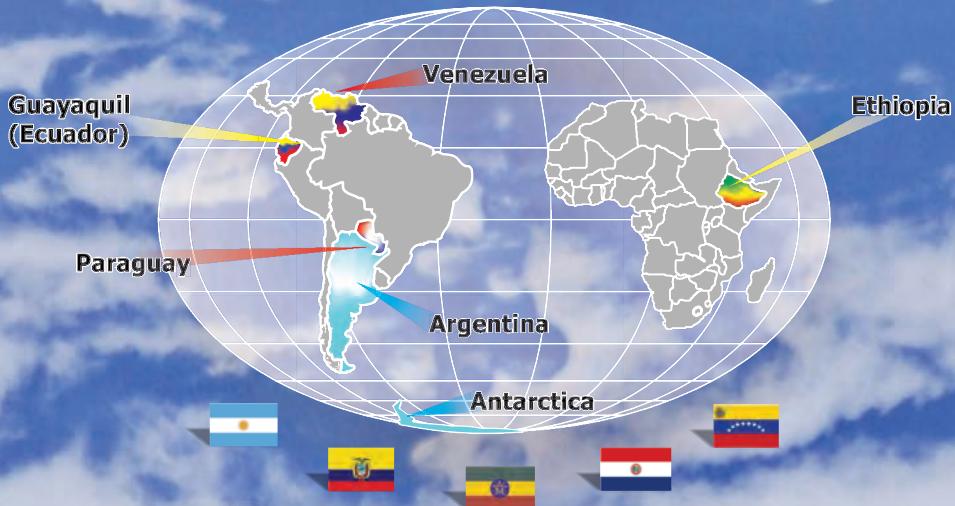 Venezuela
Guayaquil
(Ecuador)
Ethiopia
Paraguay
Argentina
Antarctica